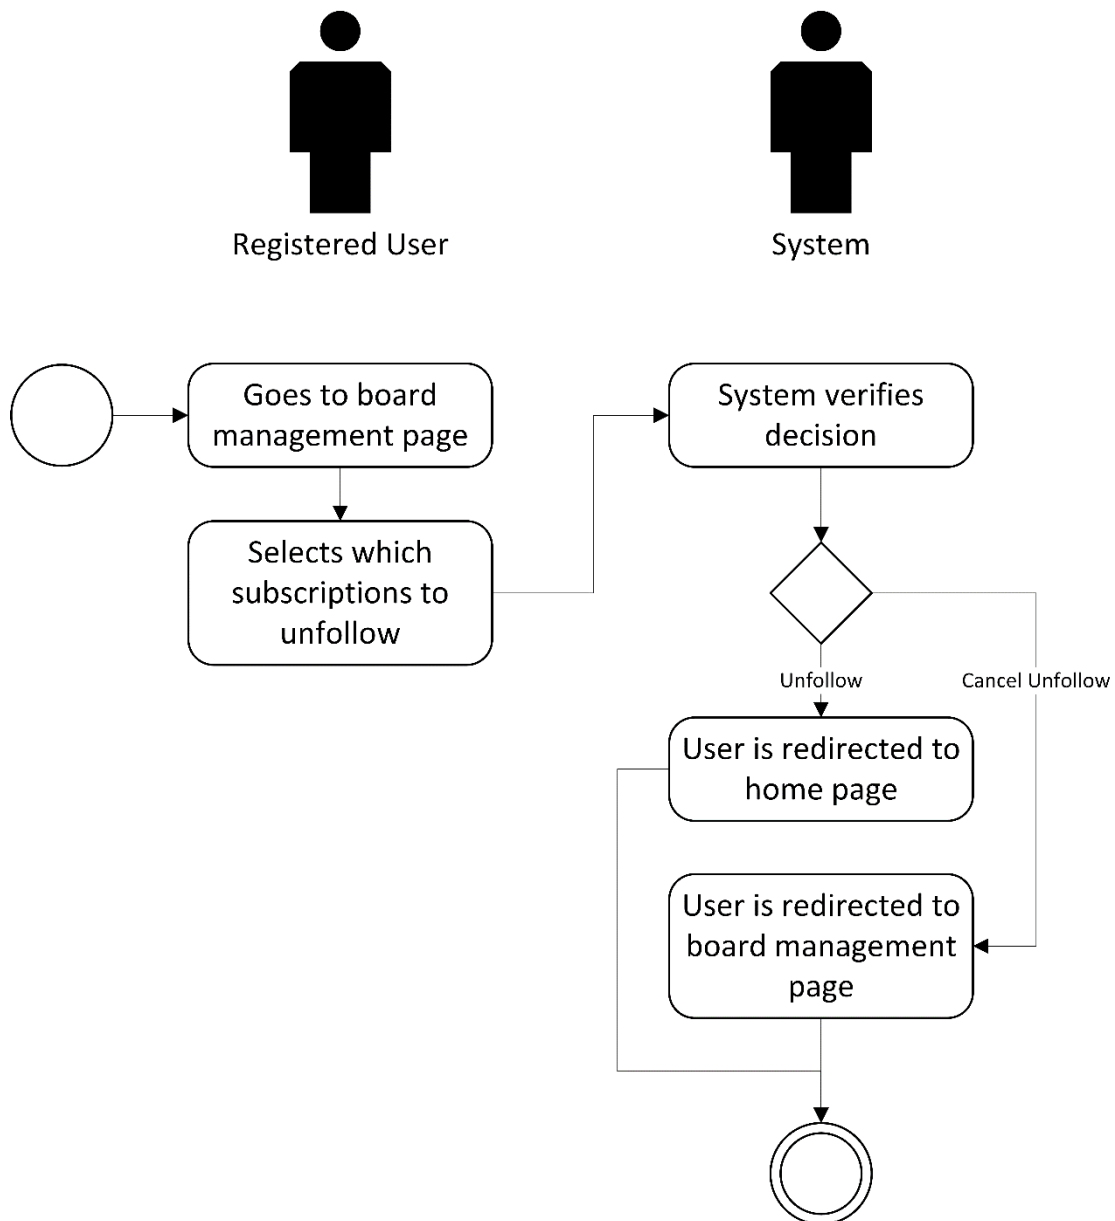 Registered User
System
Goes to board
management page
System verifies
decision
Selects which
subscriptions to
unfollow
Unfollow
Cancel Unfollow
User is redirected to
home page
User is redirected to
board management
page